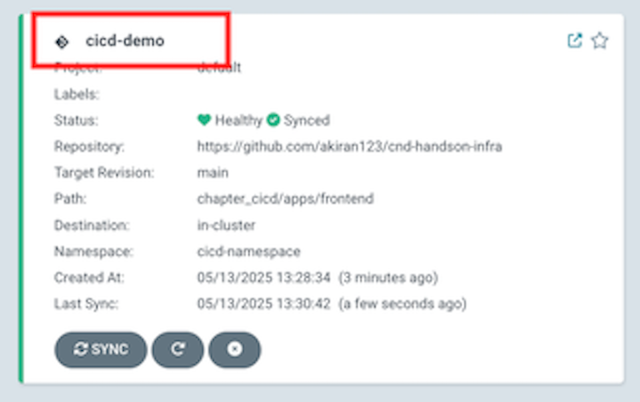 cicd-demo
Project: default
Labels:
Status: Healthy Synced
Repository: https://github.com/akiran123/cnd-handson-infra
Target Revision: main
Path: chapter_cicd/apps/frontend
Destination: in-cluster
Namespace: cicd-namespace
Created At: 05/13/2025 13:28:34 (3 minutes ago)
Last Sync: 05/13/2025 13:30:42 (a few seconds ago)
SYNC